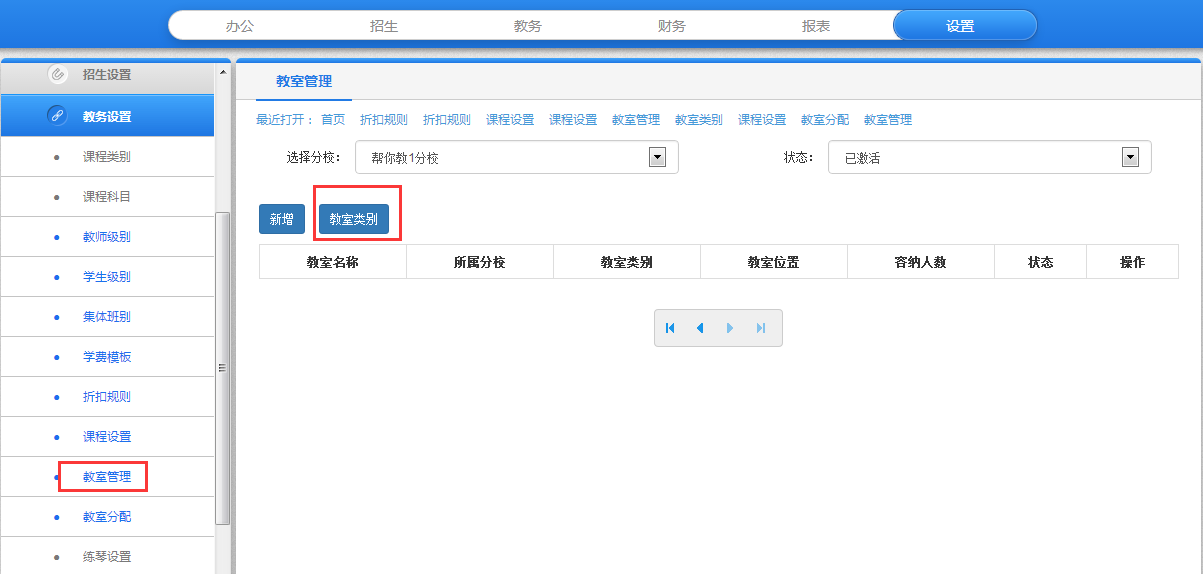 办公 招生 教务 财务 报表 设置
招生设置
教务设置
课程类别
课程科目
教师级别
学生级别
集体班别
学费模板
折扣规则
课程设置
教室管理
教室分配
练琴设置
教室管理
最近打开： 首页 折扣规则 折扣规则 课程设置 课程设置 教室管理 教室类别 课程设置 教室分配 教室管理
选择分校： 帮你教1分校 状态： 已激活
新增 教室类别
教室名称 所属分校 教室类别 教室位置 容纳人数 状态 操作